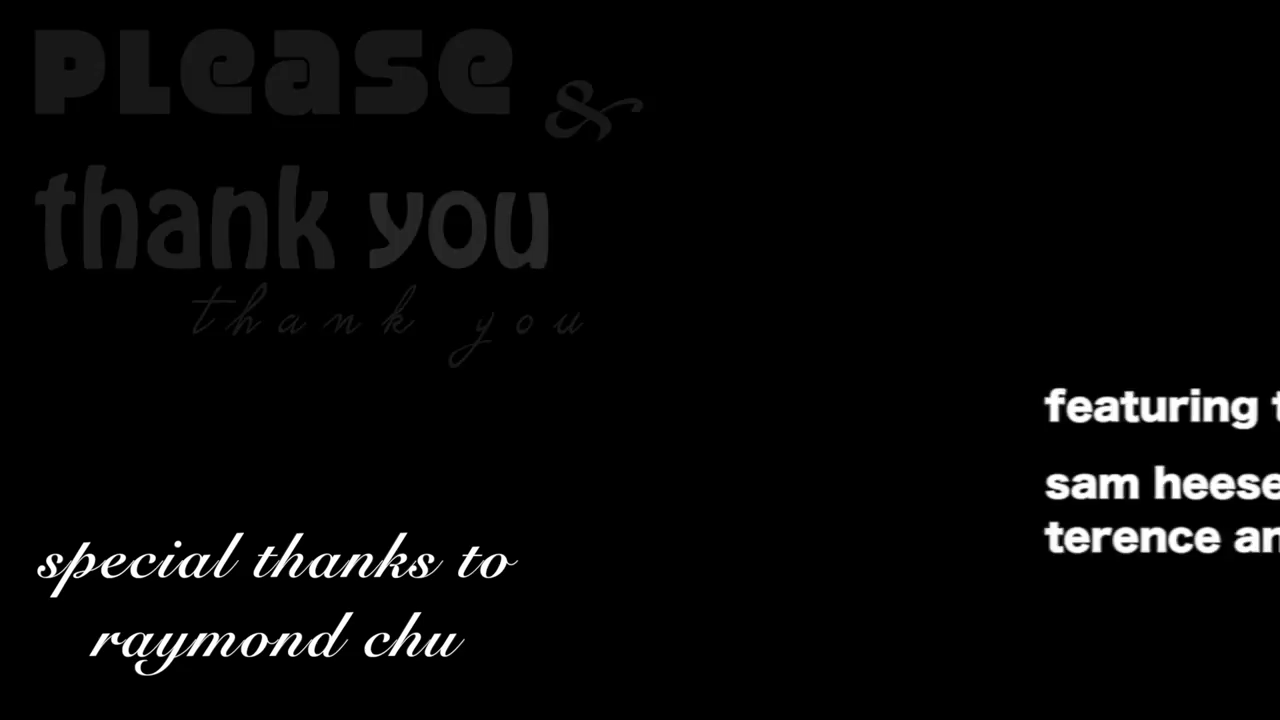 PLease &
thank you
thank you
featuring
sam heese
terence an
special thanks to
raymond chu